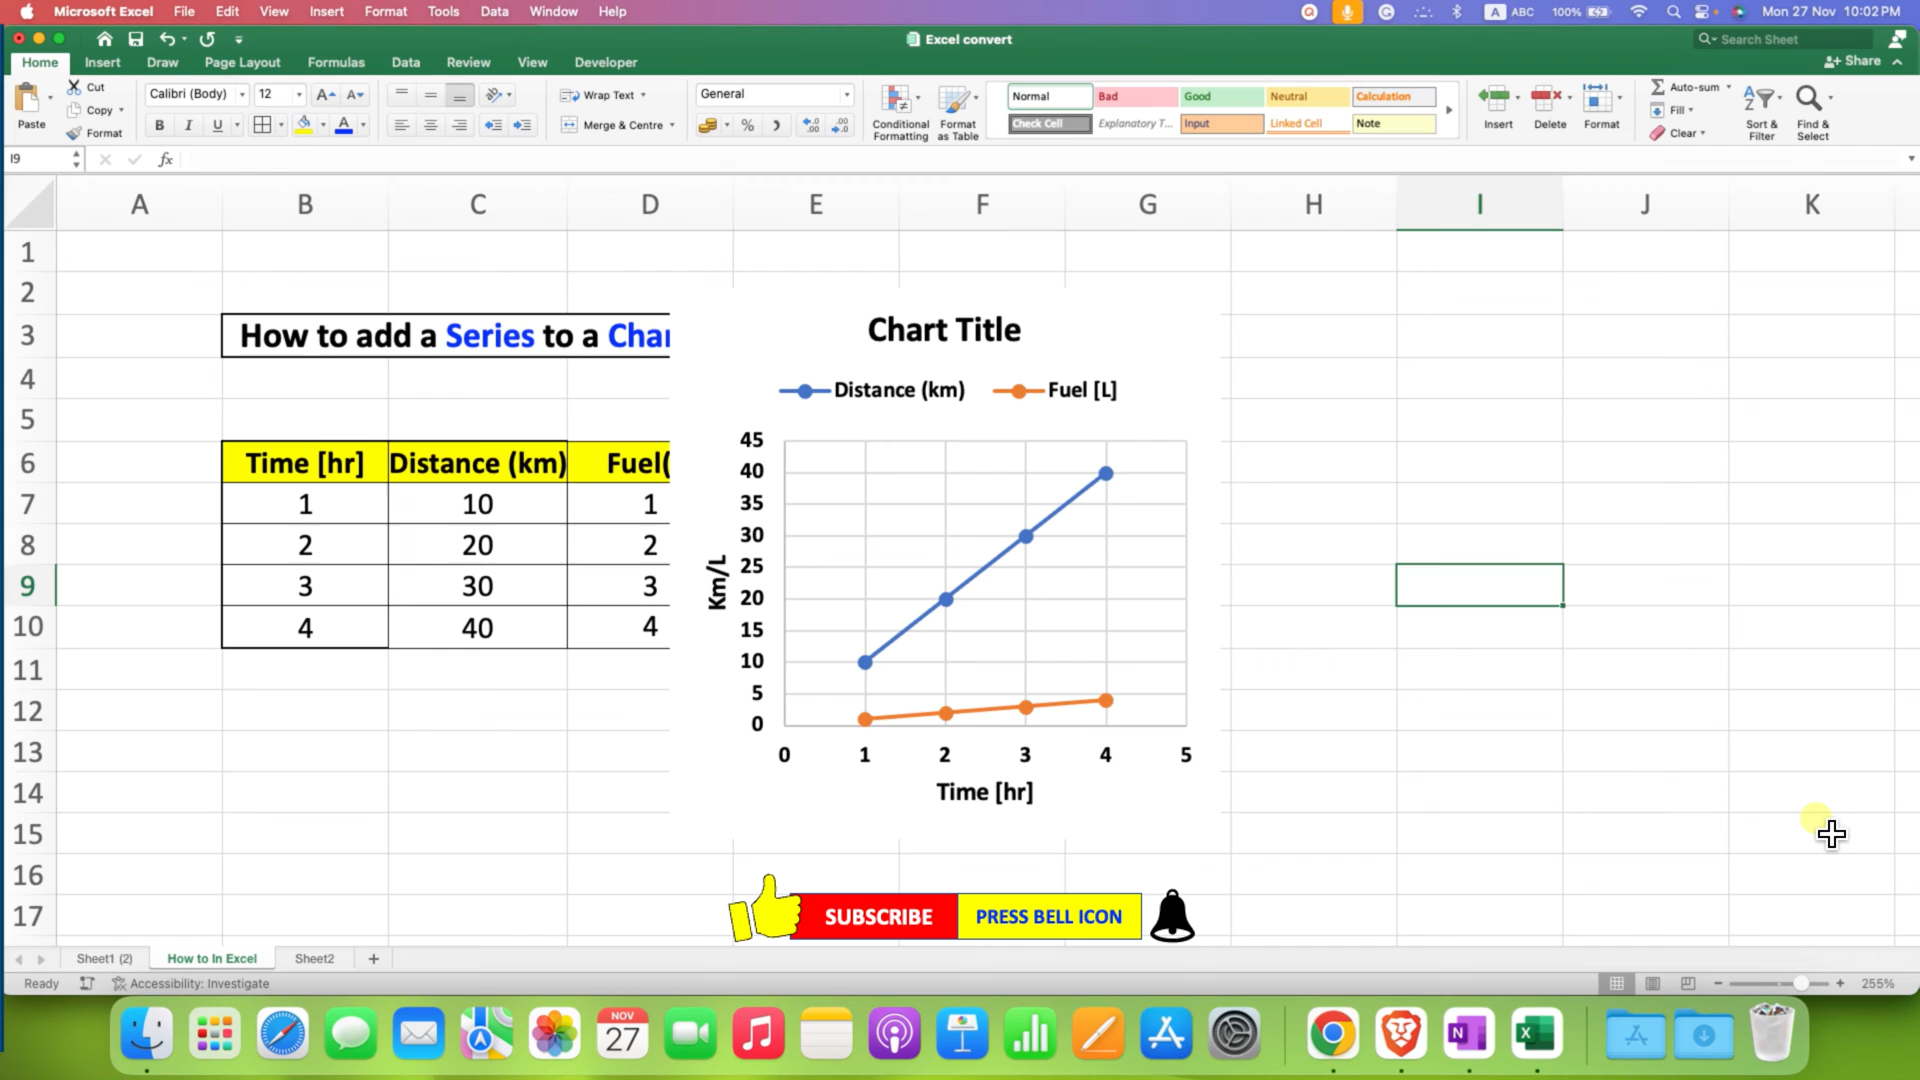 Microsoft Excel File Edit View Insert Format Tools Data Window Help A ABC 100% Mon 27 Nov 10:02 PM
Excel convert Search Sheet
Home Insert Draw Page Layout Formulas Data Review View Developer Share
Paste Cut Copy Format
Calibri (Body) 12 A A
B I U A
Wrap Text
Merge & Centre
General
%
Conditional Formatting
Format as Table
Normal Bad Good Neutral Calculation
Check Cell Explanatory T... Input Linked Cell Note
Insert Delete Format
Auto-sum
Fill
Clear
Sort & Filter
Find & Select
I9 fx
A B C D E F G H I J K
1
2
3 How to add a Series to a Char
4
5
6 Time [hr] Distance (km) Fuel(
7 1 10 1
8 2 20 2
9 3 30 3
10 4 40 4
11
12
13
14
15
16
17
Chart Title
Distance (km) Fuel [L]
45
40
35
30
25
20
15
10
5
0
Km/L
0 1 2 3 4 5
Time [hr]
SUBSCRIBE PRESS BELL ICON
Sheet1 (2) How to In Excel Sheet2 +
Ready Accessibility: Investigate 255%
NOV
27